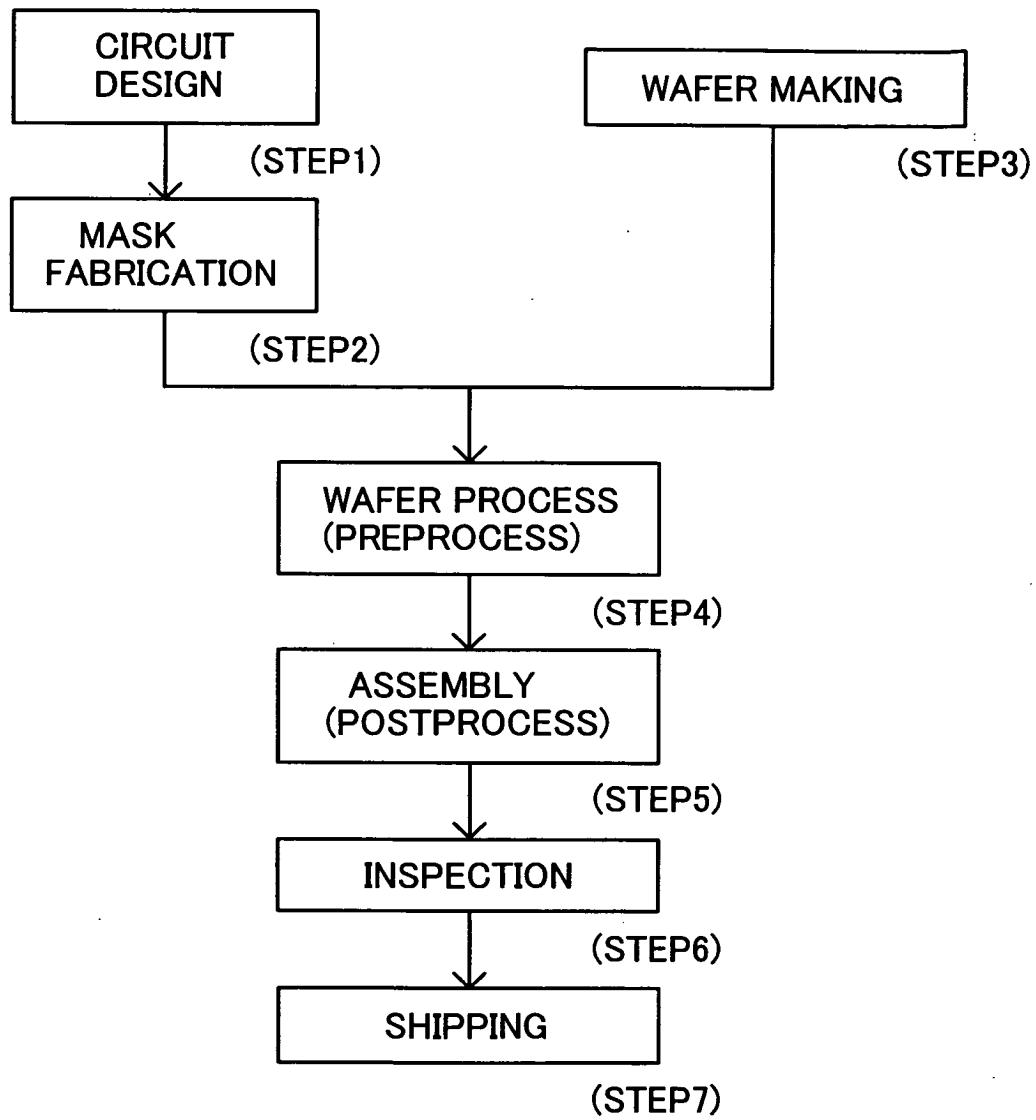 CIRCUIT
DESIGN
(STEP1)
MASK
FABRICATION
(STEP2)
WAFER MAKING
(STEP3)
WAFER PROCESS
(PREPROCESS)
(STEP4)
ASSEMBLY
(POSTPROCESS)
(STEP5)
INSPECTION
(STEP6)
SHIPPING
(STEP7)